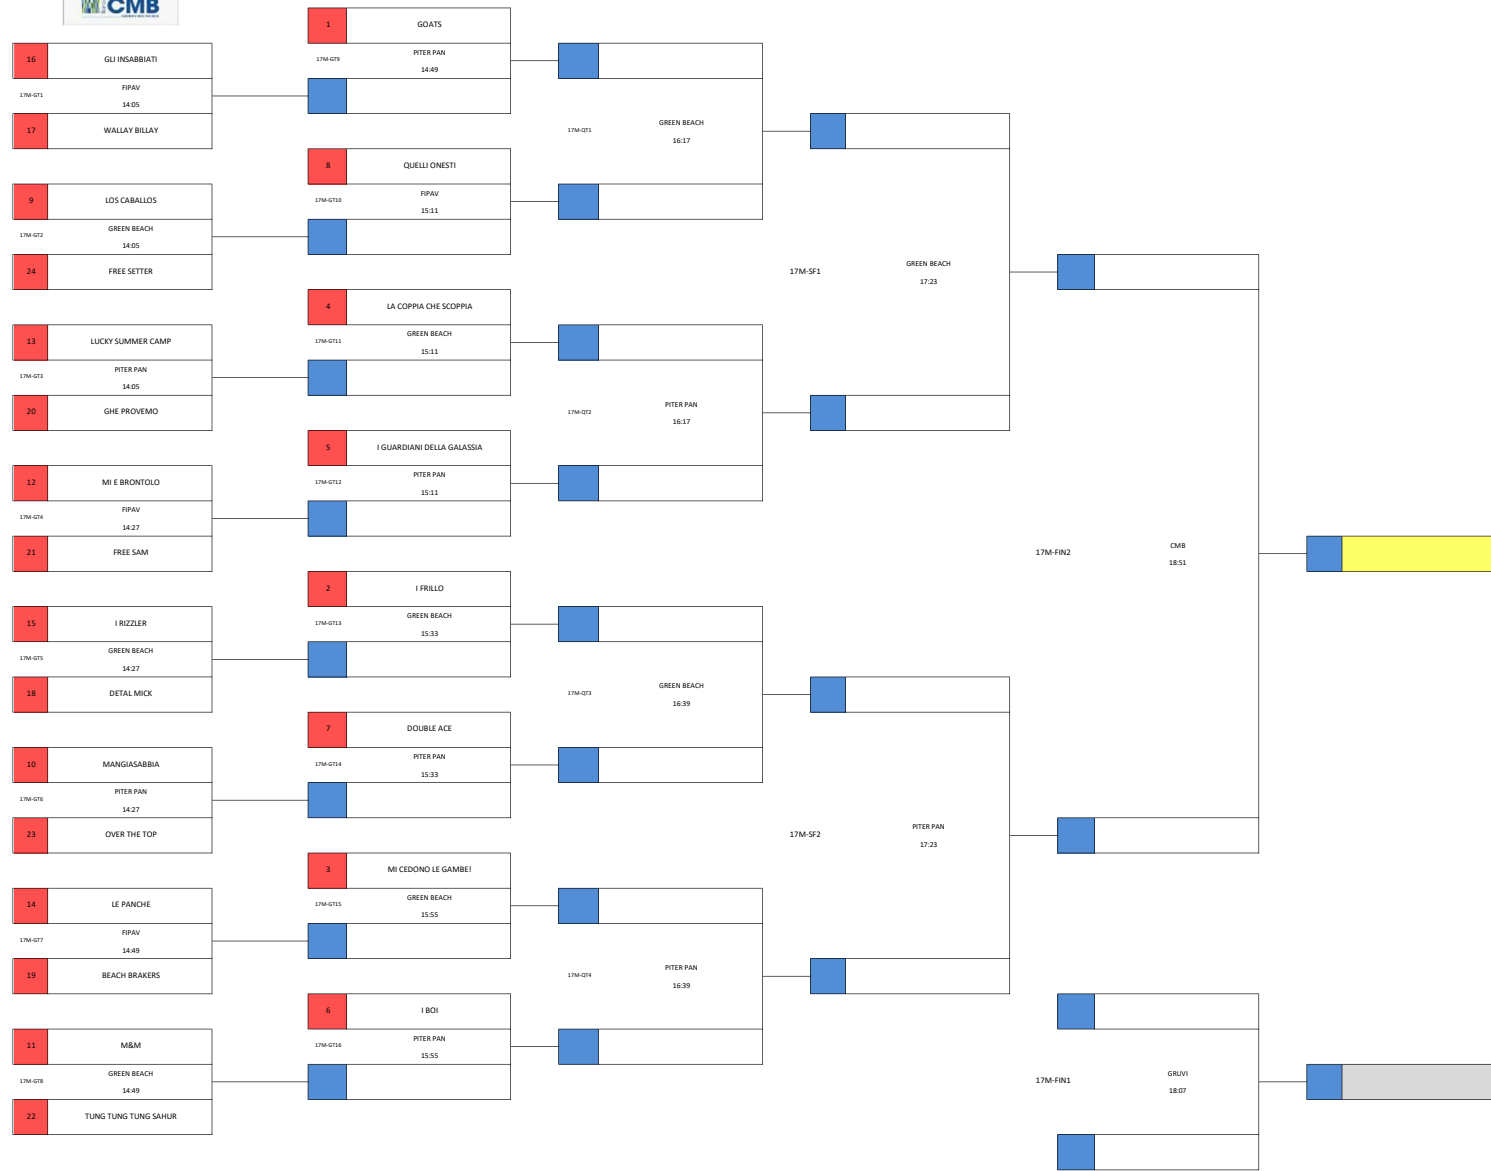 CMB
16 GLI INSABBIATI
17M-GT1 FIPAV
14:05
17 WALLAY BILLAY
9 LOS CABALLOS
17M-GT2 GREEN BEACH
14:05
24 FREE SETTER
13 LUCKY SUMMER CAMP
17M-GT3 PITER PAN
14:05
20 GHE PROVEMO
12 MI E BRONTOLO
17M-GT4 FIPAV
14:27
21 FREE SAM
15 I RIZZLER
17M-GT5 GREEN BEACH
14:27
18 DETAL MICK
10 MANGIASABBIA
17M-GT6 PITER PAN
14:27
23 OVER THE TOP
14 LE PANCHE
17M-GT7 FIPAV
14:49
19 BEACH BRAKERS
11 M&M
17M-GT8 GREEN BEACH
14:49
22 TUNG TUNG TUNG SAHUR
1 GOATS
17M-GT9 PITER PAN
14:49
8 QUELLI ONESTI
17M-GT10 FIPAV
15:11
4 LA COPPIA CHE SCOPPIA
17M-GT11 GREEN BEACH
15:11
5 I GUARDIANI DELLA GALASSIA
17M-GT12 PITER PAN
15:11
2 I FRILLO
17M-GT13 GREEN BEACH
15:33
7 DOUBLE ACE
17M-GT14 PITER PAN
15:33
3 MI CEDONO LE GAMBE!
17M-GT15 GREEN BEACH
15:55
6 I BOI
17M-GT16 PITER PAN
15:55
17M-QT1 GREEN BEACH
16:17
17M-QT2 PITER PAN
16:17
17M-QT3 GREEN BEACH
16:39
17M-QT4 PITER PAN
16:39
17M-SF1 GREEN BEACH
17:23
17M-SF2 PITER PAN
17:23
17M-FIN2 CMB
18:51
17M-FIN1 GRUVI
18:07